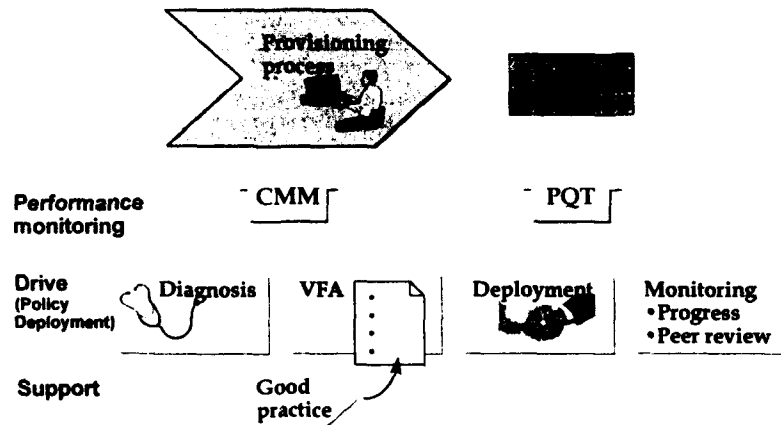 Provisioning
process
Performance
monitoring
CMM
PQT
Drive
(Policy
Deployment)
Diagnosis
VFA
Deployment
Monitoring
•Progress
•Peer review
Support
Good
practice